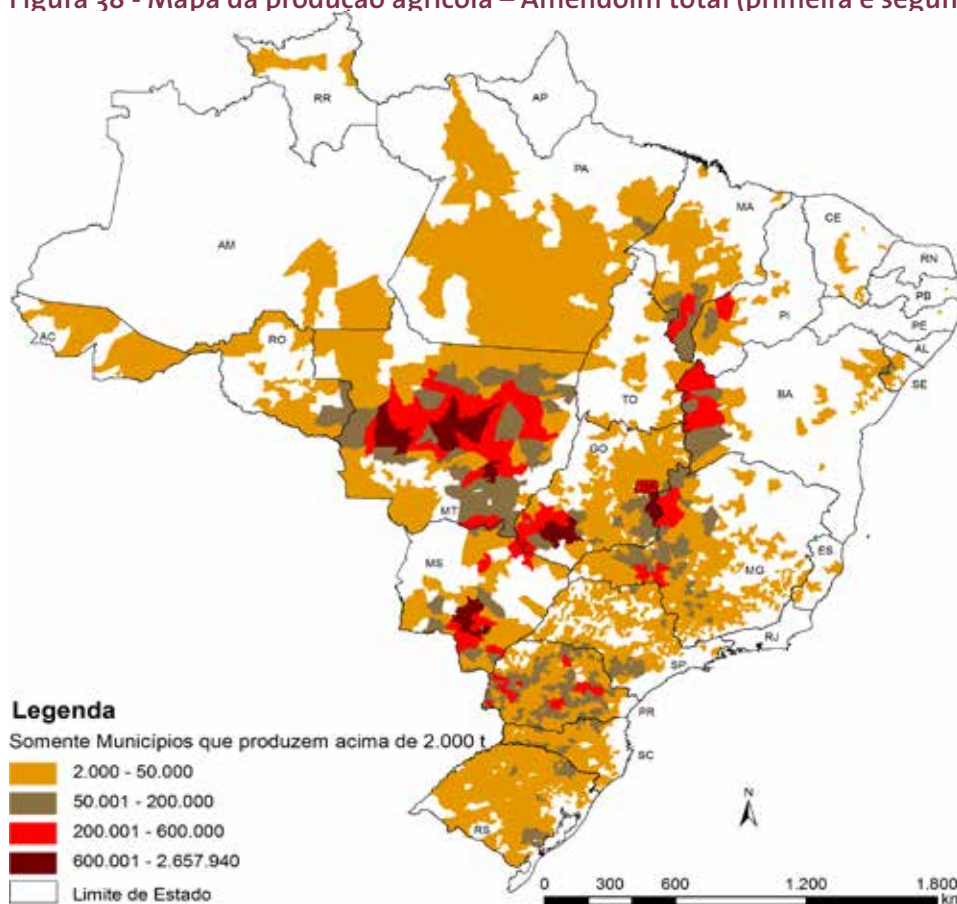 Figura 38 - Mapa da produção agrícola – Amendoim total (primeira e segun
RR
AP
PA
AM
MA
CE
RN
PB
PE
AL
SE
PI
AC
RO
TO
BA
GO
MT
MS
MG
ES
RJ
SP
PR
SC
RS
N
Legenda
Somente Municípios que produzem acima de 2.000 t
2.000 - 50.000
50.001 - 200.000
200.001 - 600.000
600.001 - 2.657.940
Limite de Estado
0 300 600 1.200 1.800
km